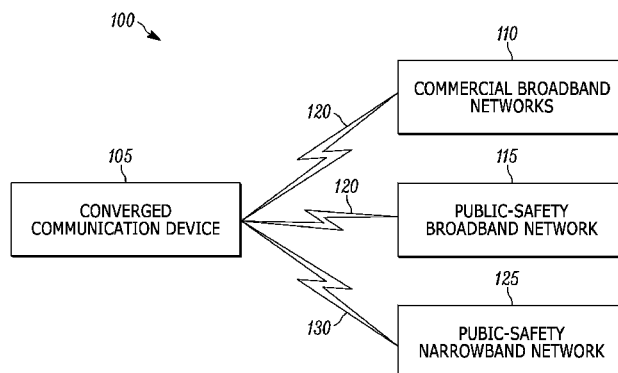 100
110
COMMERCIAL BROADBAND
NETWORKS
120
105
CONVERGED
COMMUNICATION DEVICE
115
120
PUBLIC-SAFETY
BROADBAND NETWORK
125
130
PUBIC-SAFETY
NARROWBAND NETWORK